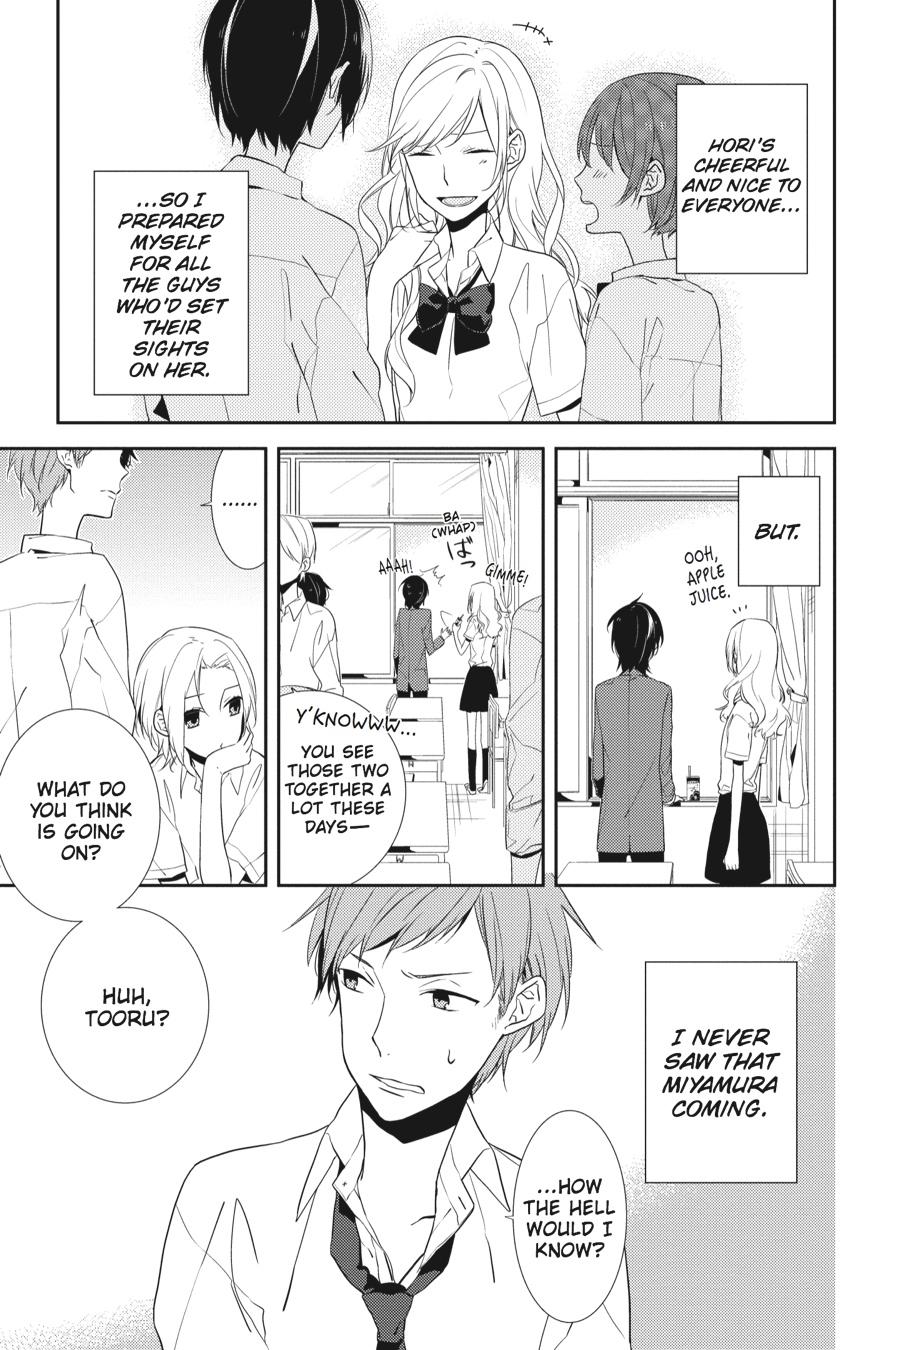 HORI'S
CHEERFUL
AND NICE TO
EVERYONE...
...SO I
PREPARED
MYSELF
FOR ALL
THE GUYS
WHO'D SET
THEIR
SIGHTS
ON HER.
BUT.
OOH,
APPLE
JUICE.
BA
(WHAP)
ばっ
GIMME!
AAAH!
Y'KNOWWW...
YOU SEE
THOSE TWO
TOGETHER A
LOT THESE
DAYS—
......
WHAT DO
YOU THINK
IS GOING
ON?
HUH,
TOORU?
I NEVER
SAW THAT
MIYAMURA
COMING.
...HOW
THE HELL
WOULD I
KNOW?